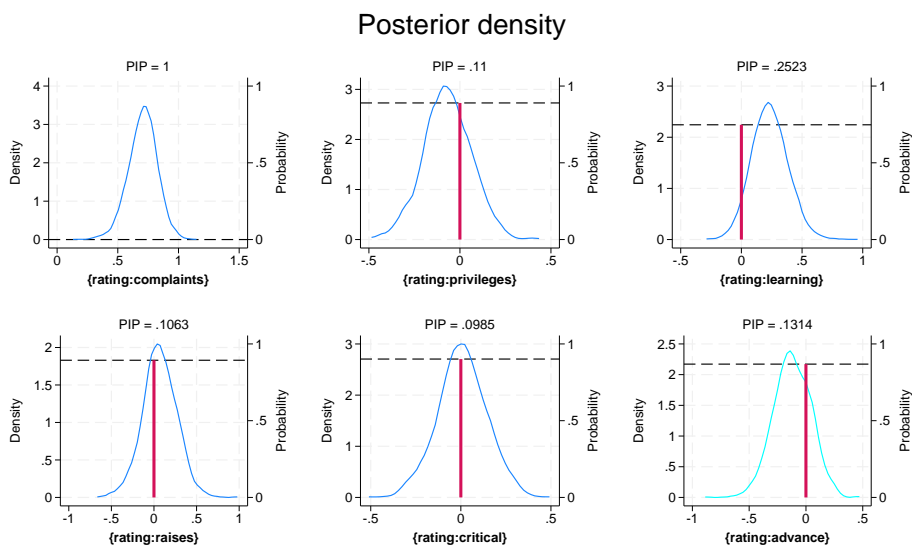 Posterior density
PIP = 1
PIP = .11
PIP = .2523
4
3
2
1
0
Density
1
.5
0
Probability
0
.5
1
1.5
{rating:complaints}
3
2
1
0
Density
1
.5
0
Probability
-.5
0
.5
{rating:privileges}
3
2
1
0
Density
1
.5
0
Probability
-.5
0
.5
1
{rating:learning}
PIP = .1063
PIP = .0985
PIP = .1314
2
1.5
1
.5
0
Density
1
.5
0
Probability
-1
-.5
0
.5
1
{rating:raises}
3
2
1
0
Density
1
.5
0
Probability
-.5
0
.5
{rating:critical}
2.5
2
1.5
1
.5
0
Density
1
.5
0
Probability
-1
-.5
0
.5
{rating:advance}